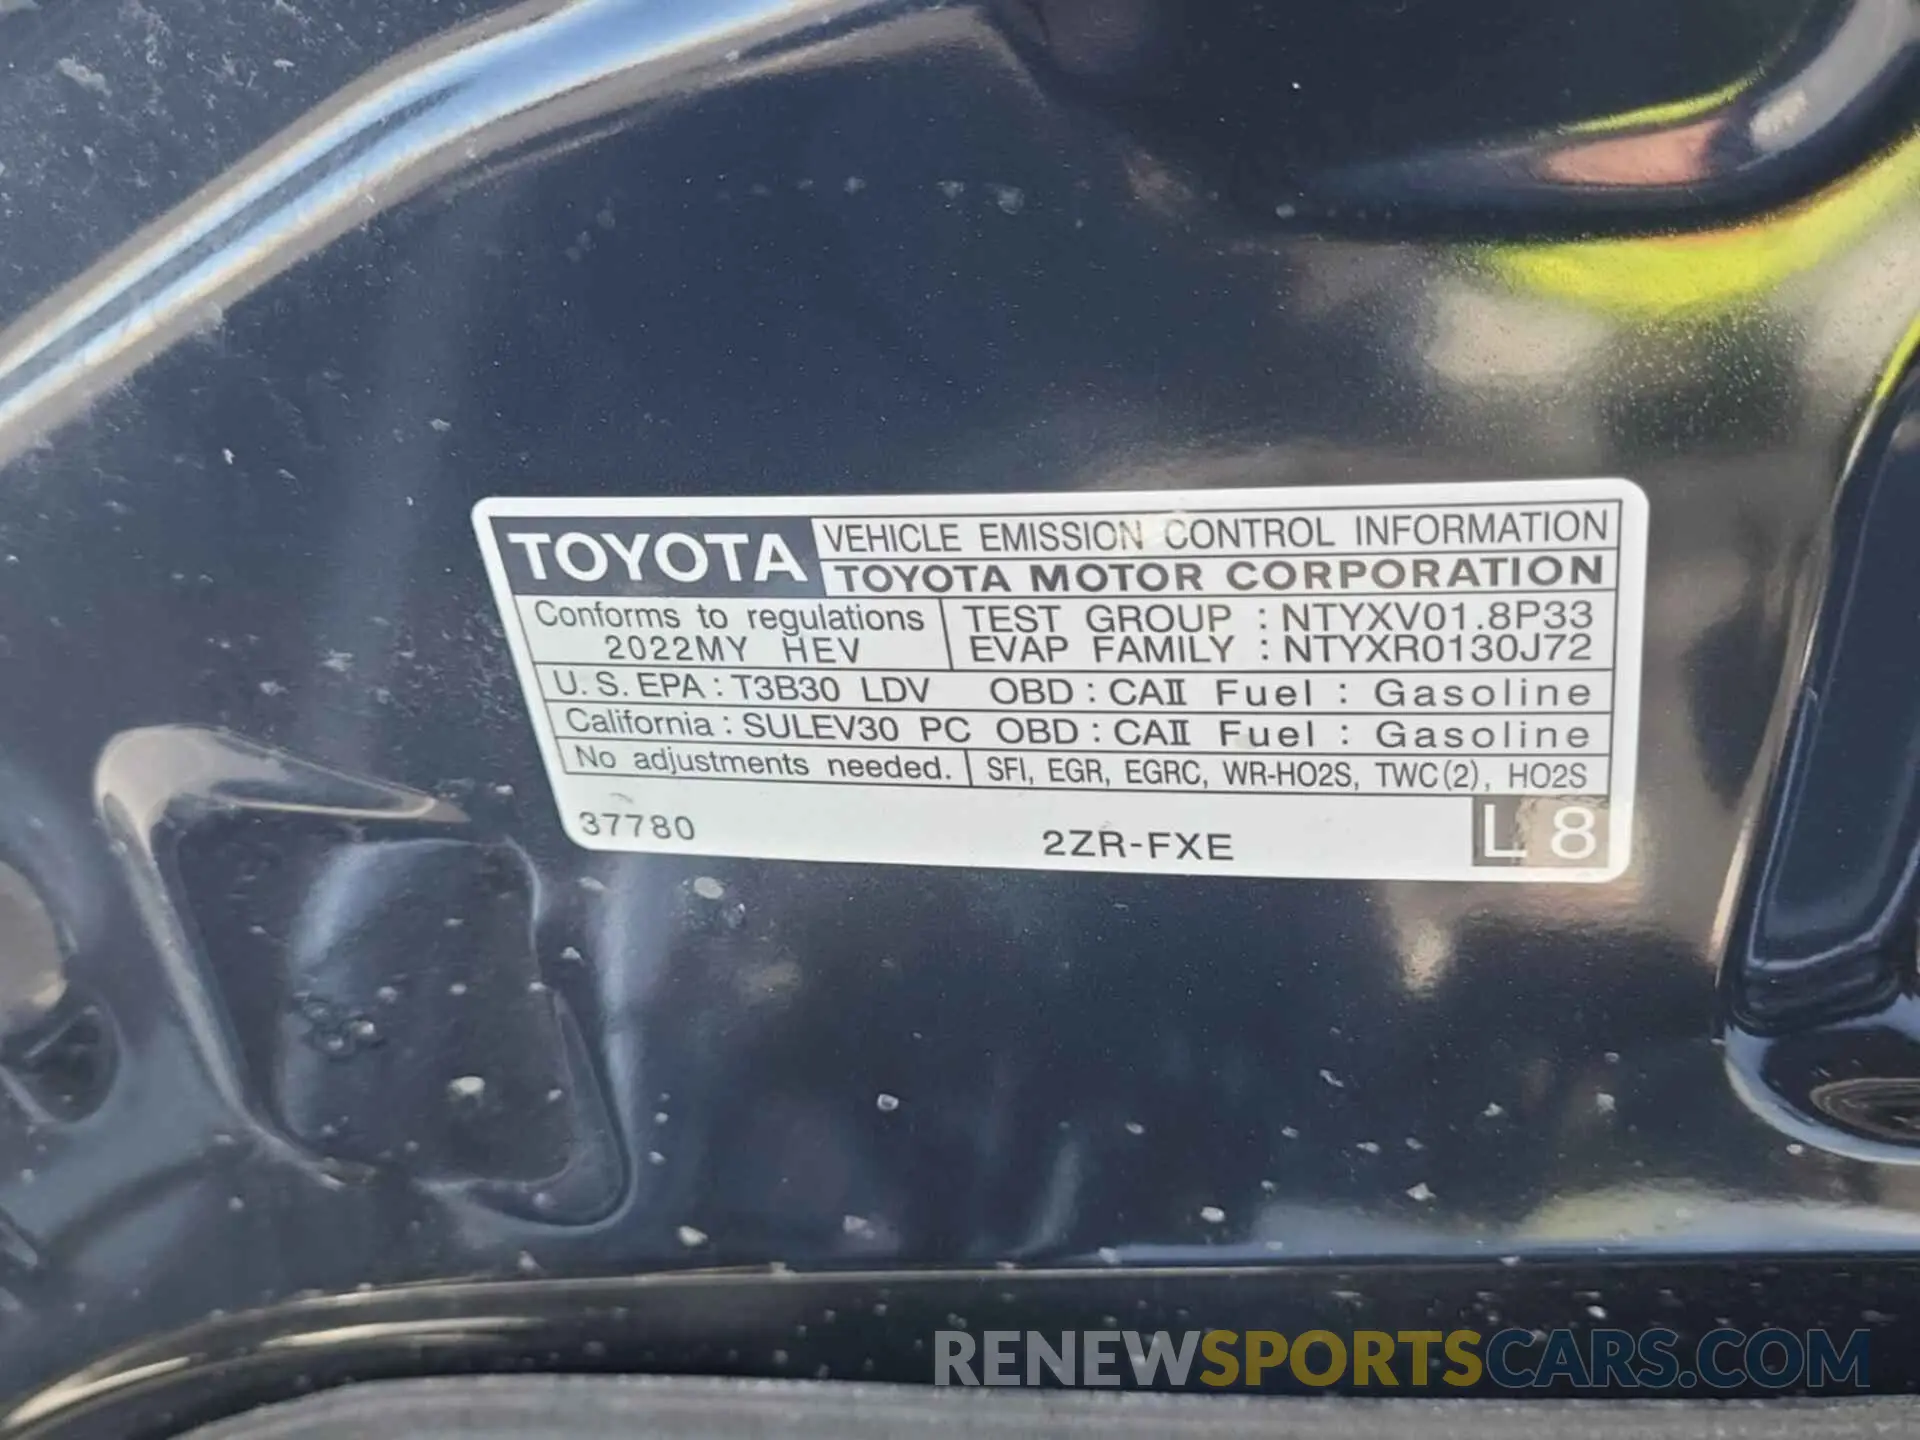 TOYOTA
VEHICLE EMISSION CONTROL INFORMATION
TOYOTA MOTOR CORPORATION
Conforms to regulations
2022MY HEV
TEST GROUP : NTYXV01.8P33
EVAP FAMILY : NTYXR0130J72
U.S.EPA : T3B30 LDV OBD : CAII Fuel : Gasoline
California : SULEV30 PC OBD : CAII Fuel : Gasoline
No adjustments needed. SFI, EGR, EGRC, WR-HO2S, TWC(2), HO2S
37780 2ZR-FXE L 8
RENEWSPORTSCARS.COM